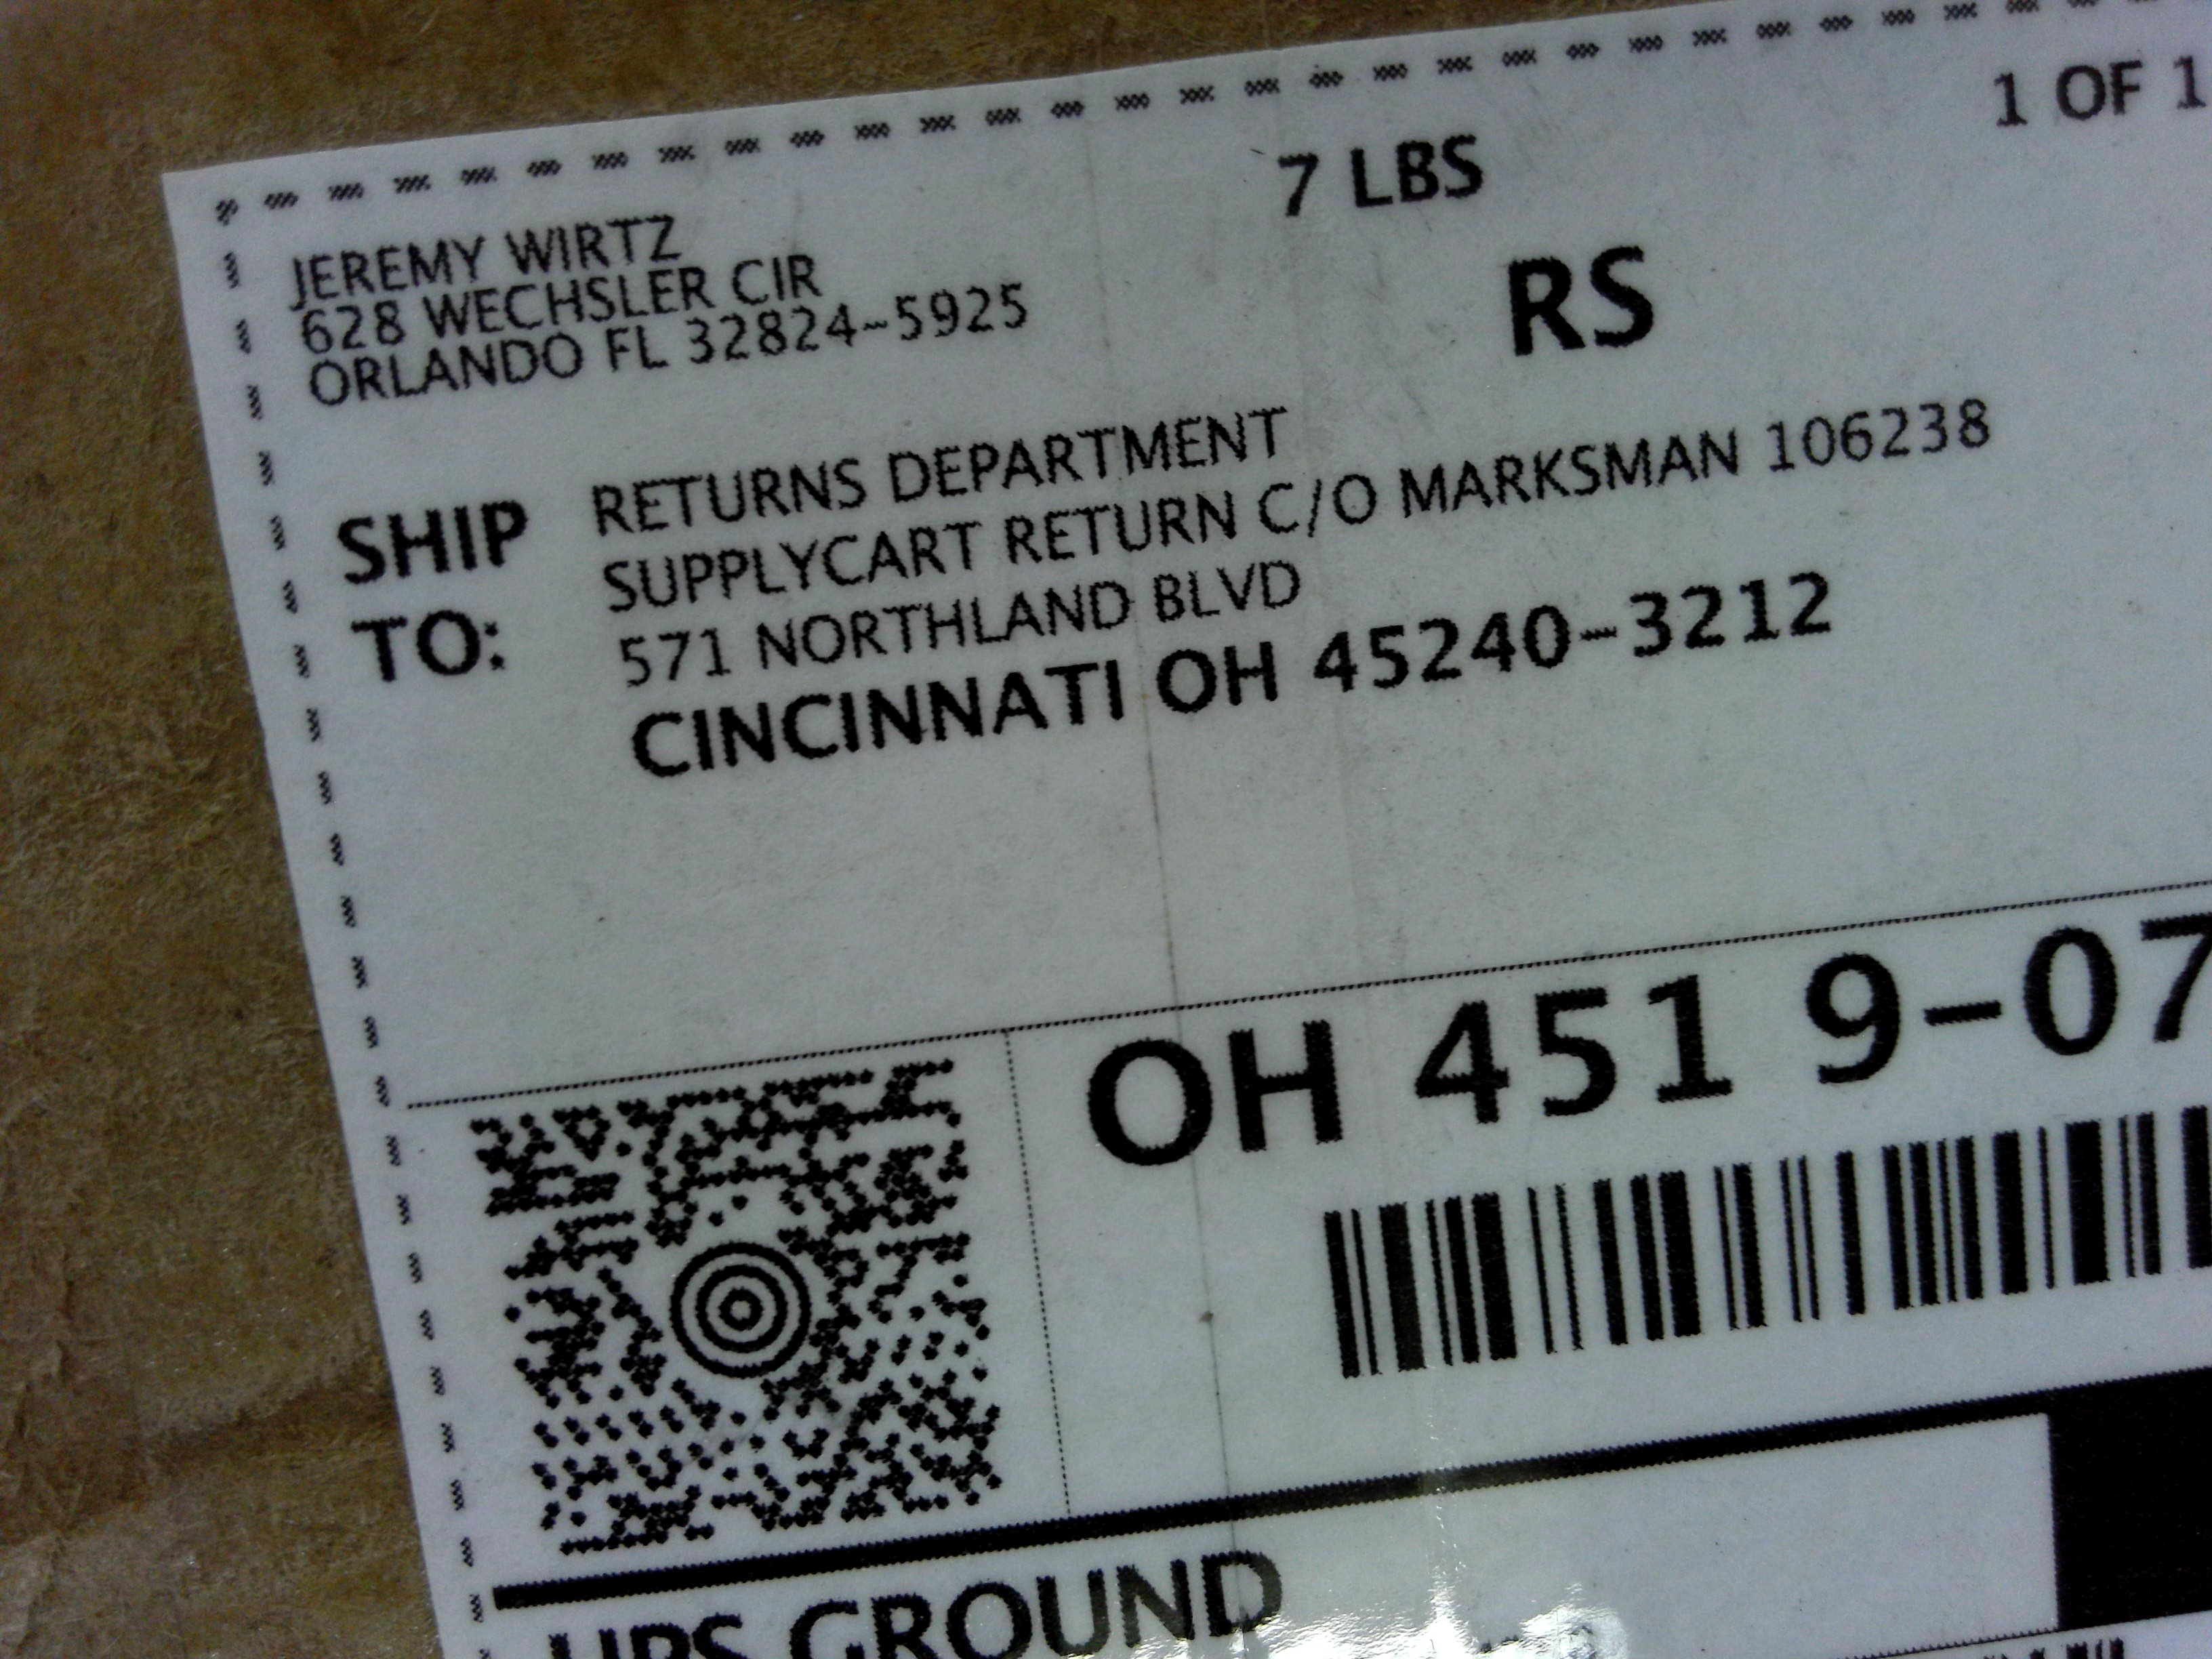 1 OF 1
7 LBS
RS
JEREMY WIRTZ
628 WECHSLER CIR
ORLANDO FL 32824-5925
SHIP TO:
RETURNS DEPARTMENT
SUPPLYCART RETURN C/O MARKSMAN 106238
571 NORTHLAND BLVD
CINCINNATI OH 45240-3212
OH 451 9-07
UPS GROUND